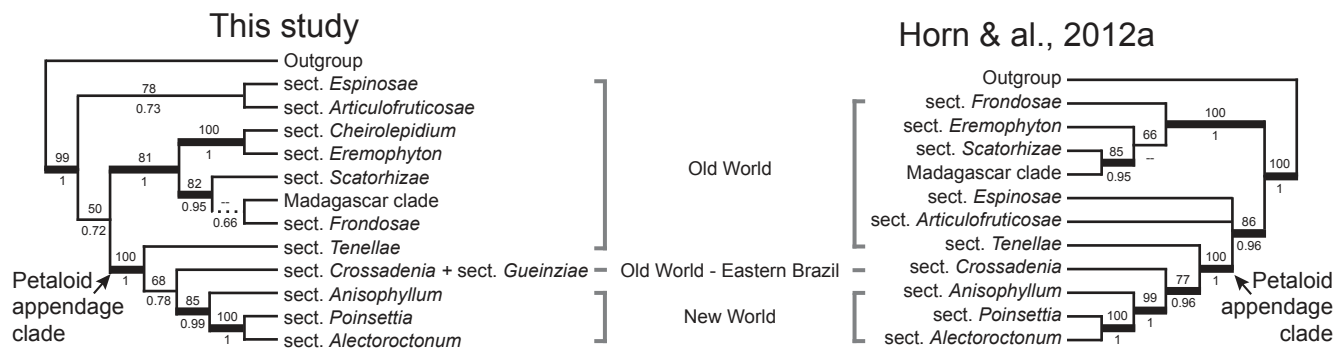 This study
Outgroup
sect. Espinosae
78
0.73
sect. Articulofruticosae
sect. Cheirolepidium
100
1
sect. Eremophyton
99
1
81
1
sect. Scatorhizae
82
0.95
Madagascar clade
--
0.66
sect. Frondosae
50
0.72
sect. Tenellae
100
1
sect. Crossadenia + sect. Gueinziae
68
0.78
Petaloid
appendage
clade
sect. Anisophyllum
85
0.99
sect. Poinsettia
100
1
sect. Alectoroctonum
Old World
Old World - Eastern Brazil
New World
Horn & al., 2012a
Outgroup
sect. Frondosae
100
1
sect. Eremophyton
66
--
sect. Scatorhizae
85
0.95
Madagascar clade
100
1
sect. Espinosae
sect. Articulofruticosae
86
0.96
sect. Tenellae
100
1
sect. Crossadenia
77
0.96
Petaloid
appendage
clade
sect. Anisophyllum
99
1
sect. Poinsettia
100
1
sect. Alectoroctonum